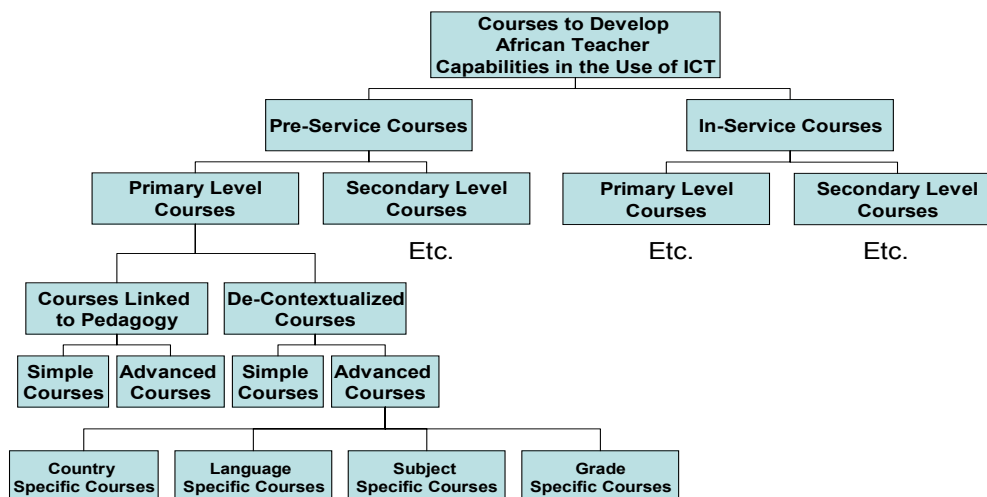 Courses to Develop
African Teacher
Capabilities in the Use of ICT
Pre-Service Courses
In-Service Courses
Primary Level
Courses
Secondary Level
Courses
Primary Level
Courses
Secondary Level
Courses
Etc.
Etc.
Etc.
Courses Linked
to Pedagogy
De-Contextualized
Courses
Simple
Courses
Advanced
Courses
Simple
Courses
Advanced
Courses
Country
Specific Courses
Language
Specific Courses
Subject
Specific Courses
Grade
Specific Courses